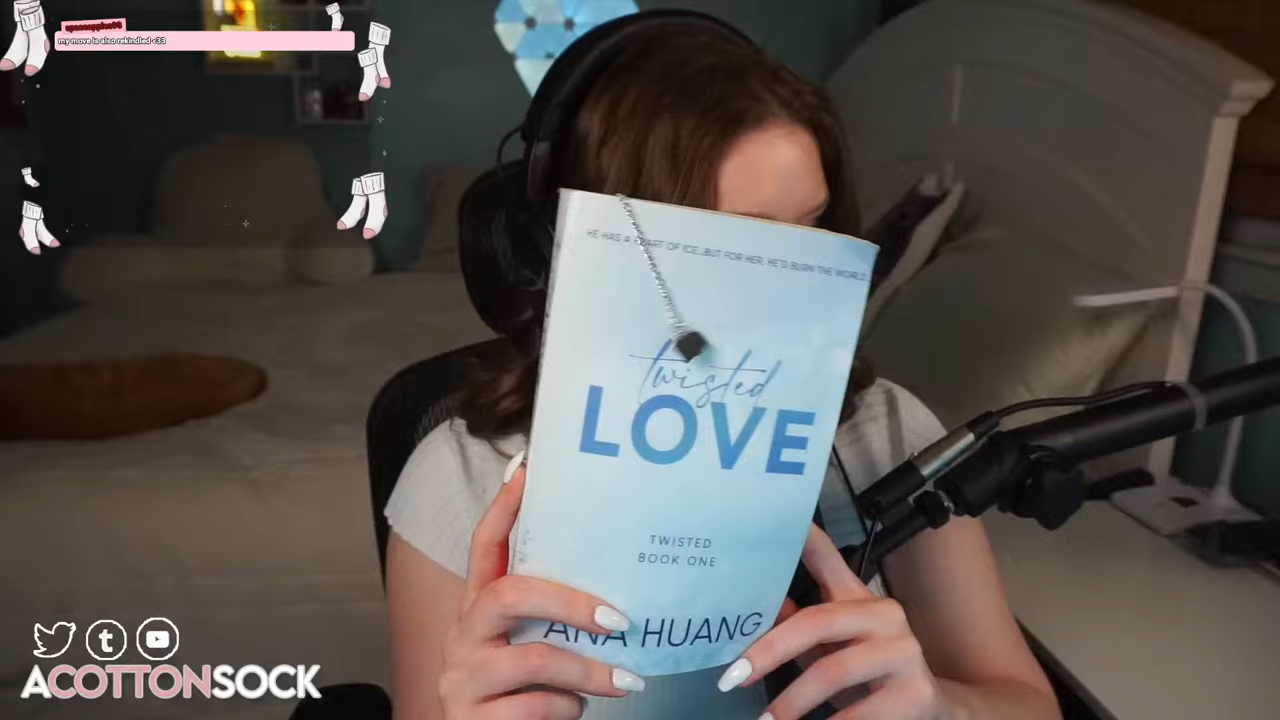 spaceapples98
my move is also rekindled <33
HE HAS A HEART OF ICE...BUT FOR HER, HE'D BURN THE WORLD
twisted
LOVE
TWISTED
BOOK ONE
ANA HUANG
ACOTTONSOCK